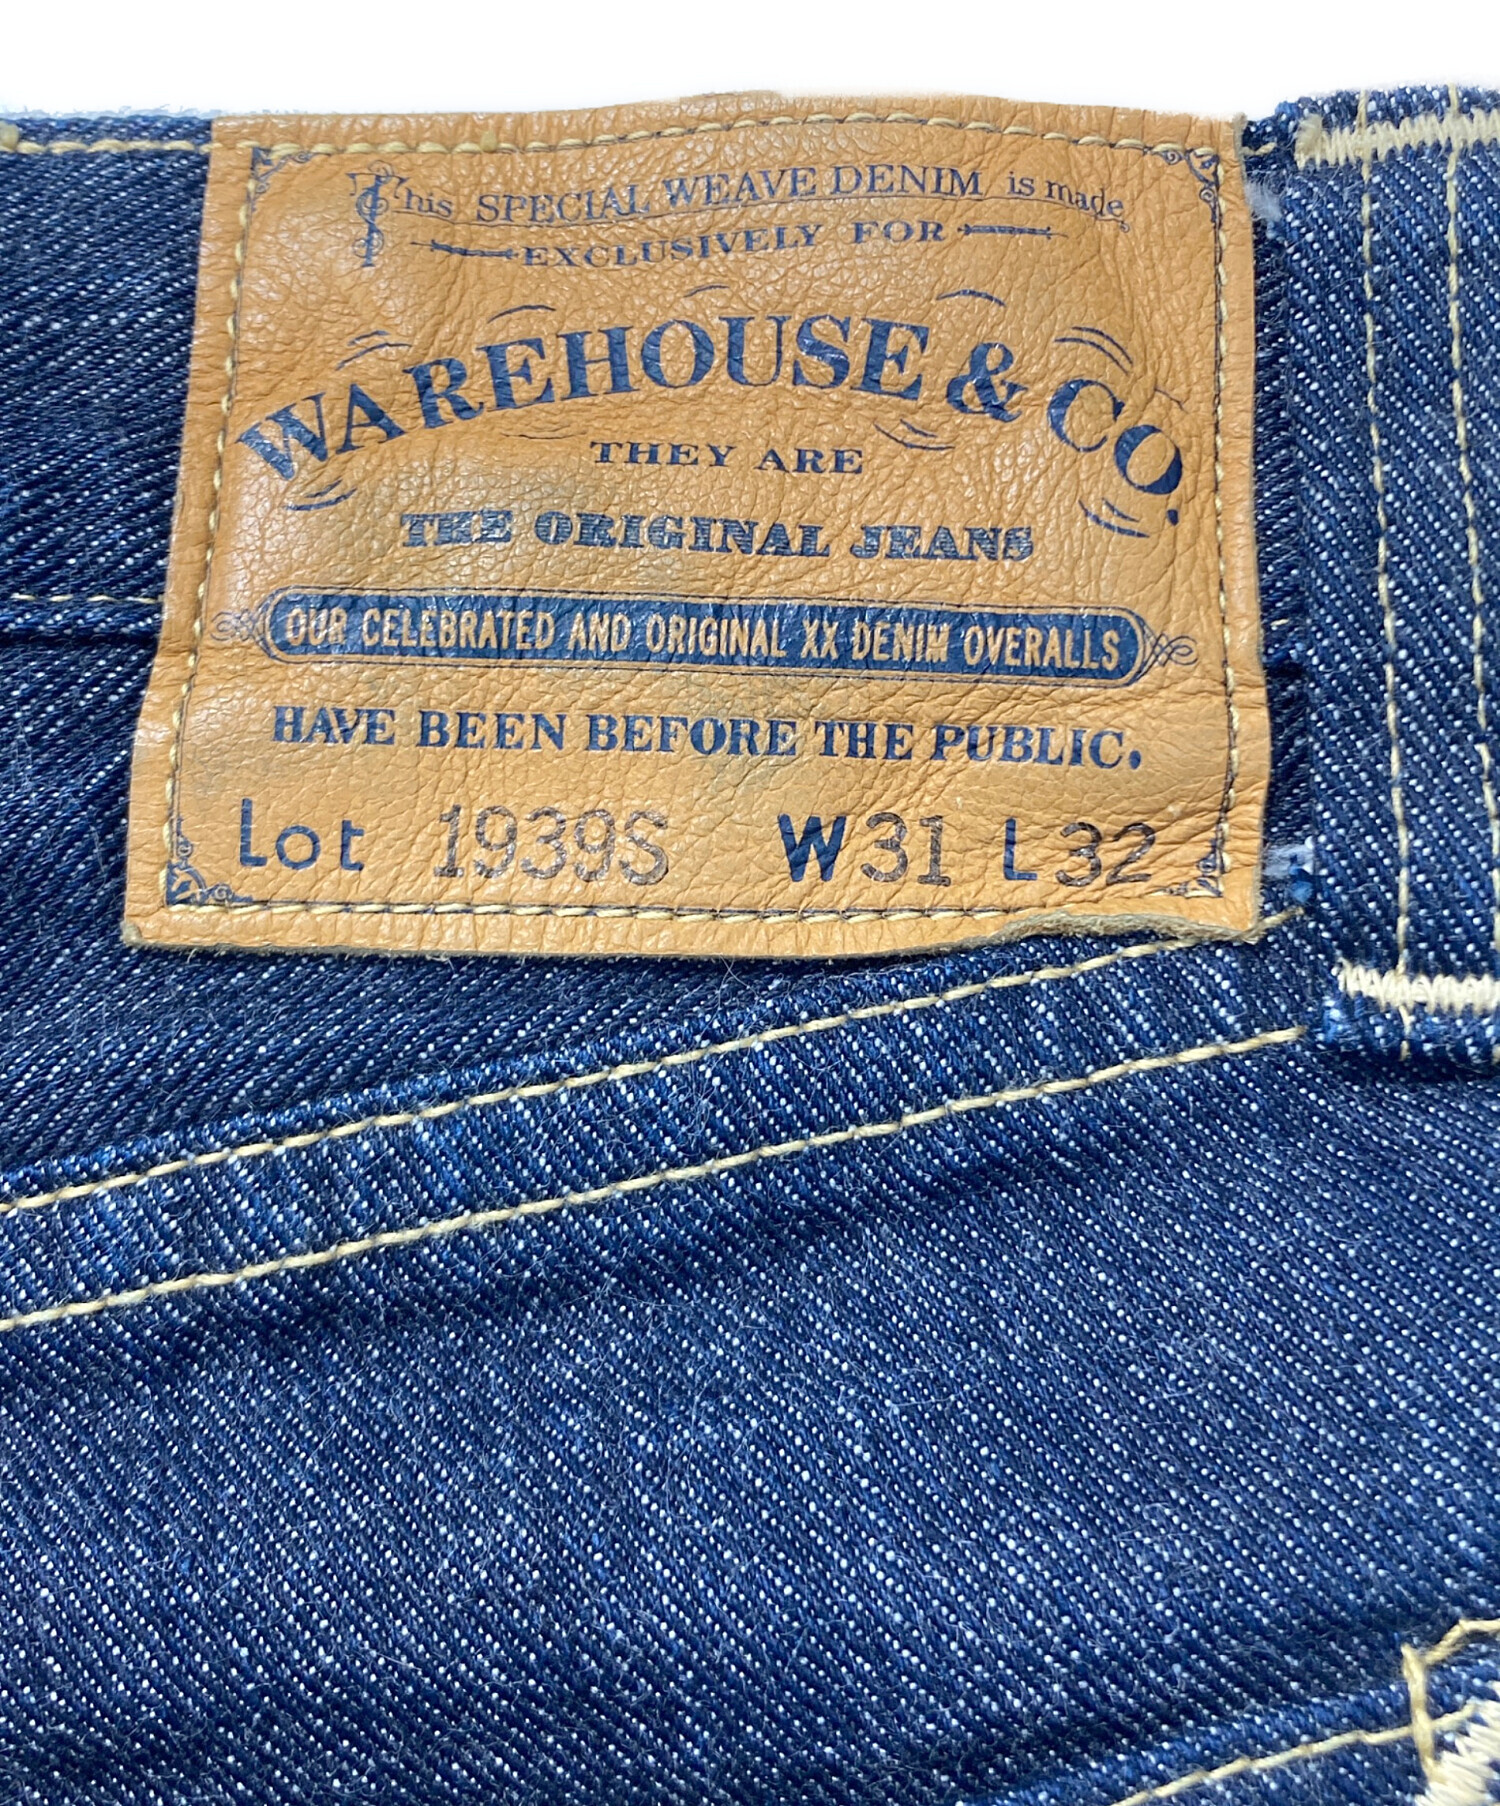 This SPECIAL WEAVE DENIM is made
EXCLUSIVELY FOR
WAREHOUSE & CO.
THEY ARE
THE ORIGINAL JEANS
OUR CELEBRATED AND ORIGINAL XX DENIM OVERALLS
HAVE BEEN BEFORE THE PUBLIC.
Lot 1939S W31 L32